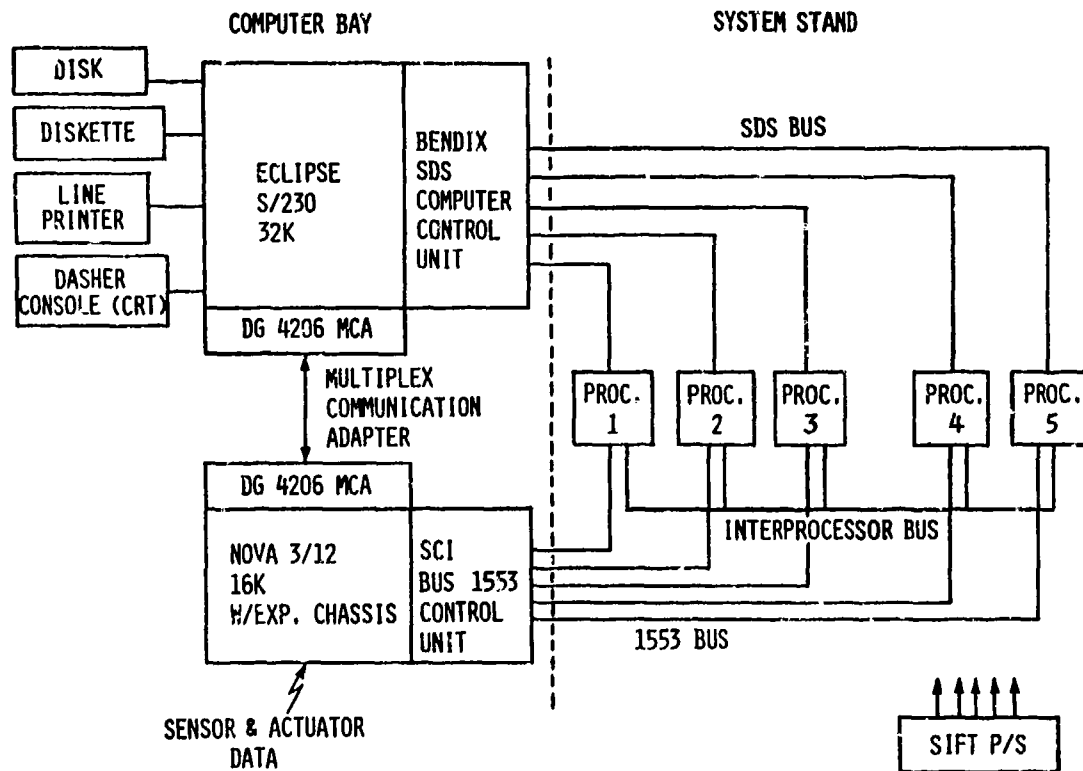 COMPUTER BAY
SYSTEM STAND
DISK
DISKETTE
LINE
PRINTER
DASHER
CONSOLE (CRT)
ECLIPSE
S/230
32K
BENDIX
SDS
COMPUTER
CONTROL
UNIT
SDS BUS
DG 4206 MCA
MULTIPLEX
COMMUNICATION
ADAPTER
PROC.
1
PROC.
2
PROC.
3
PROC.
4
PROC.
5
DG 4206 MCA
INTERPROCESSOR BUS
NOVA 3/12
16K
W/EXP. CHASSIS
SCI
BUS 1553
CONTROL
UNIT
1553 BUS
SENSOR & ACTUATOR
DATA
SIFT P/S